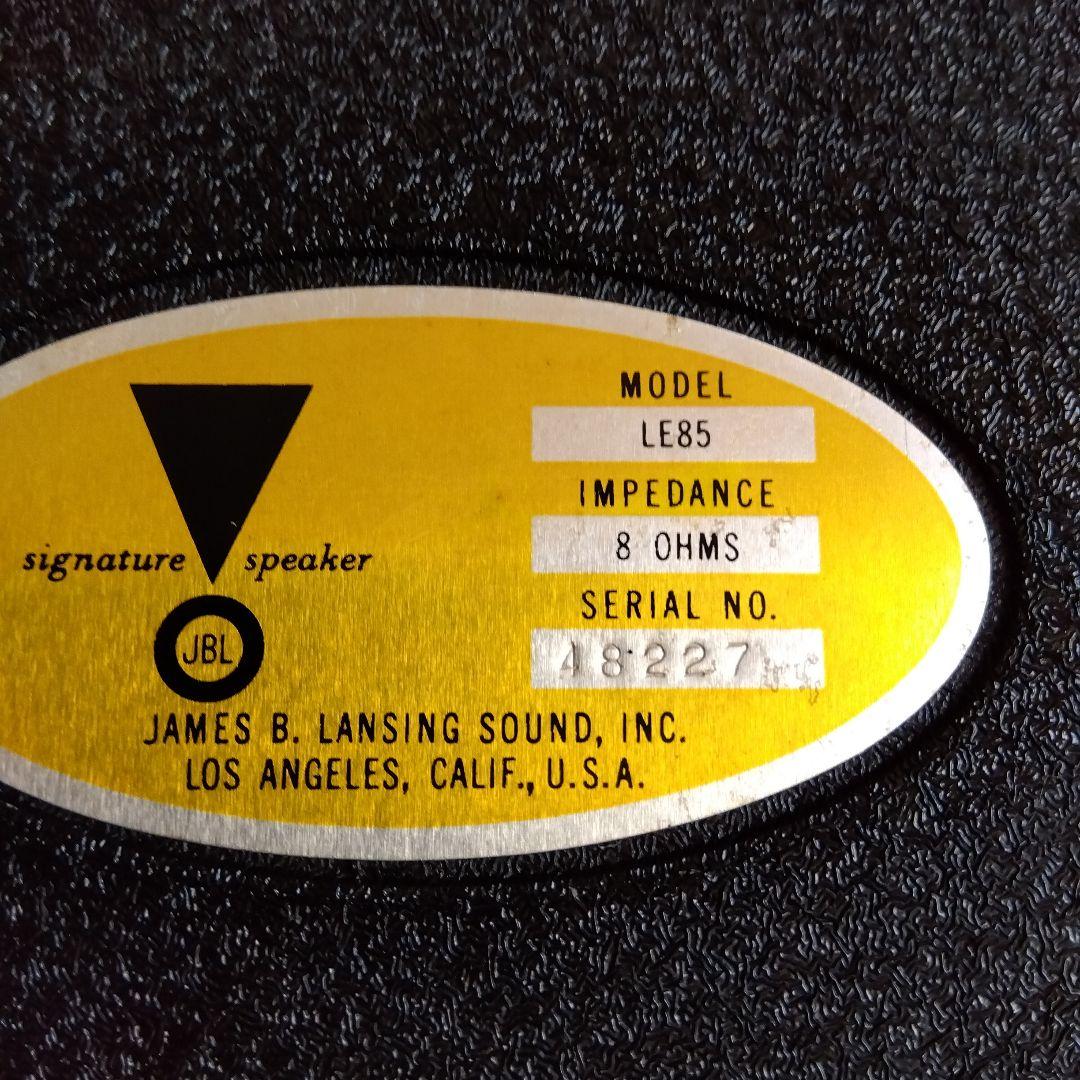 MODEL
LE85
IMPEDANCE
8 OHMS
signature speaker
SERIAL NO.
48227
JBL
JAMES B. LANSING SOUND, INC.
LOS ANGELES, CALIF., U.S.A.